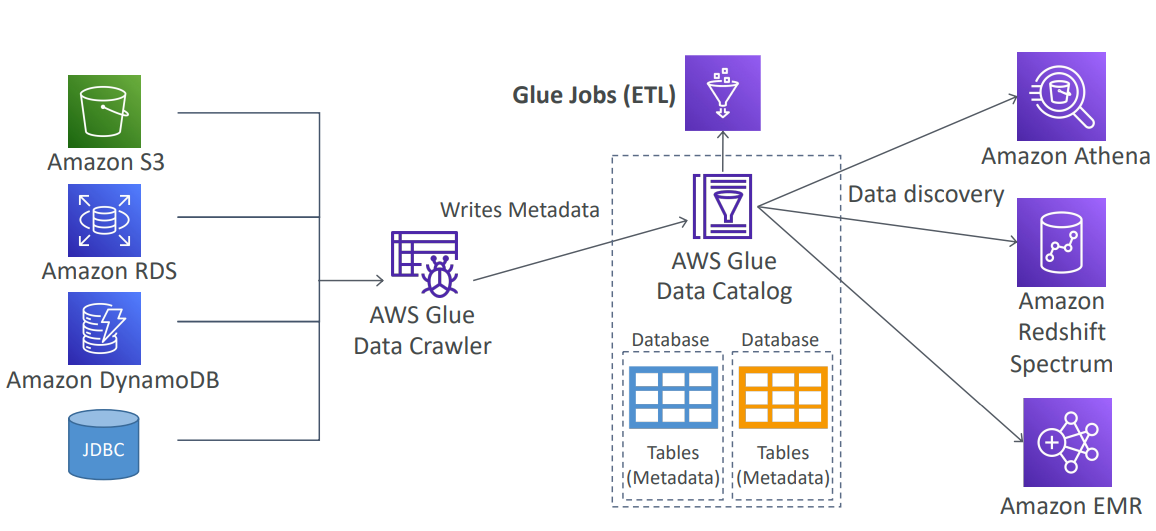 Amazon S3
Amazon RDS
Amazon DynamoDB
JDBC
AWS Glue
Data Crawler
Writes Metadata
Glue Jobs (ETL)
AWS Glue
Data Catalog
Database
Tables
(Metadata)
Database
Tables
(Metadata)
Data discovery
Amazon Athena
Amazon
Redshift
Spectrum
Amazon EMR